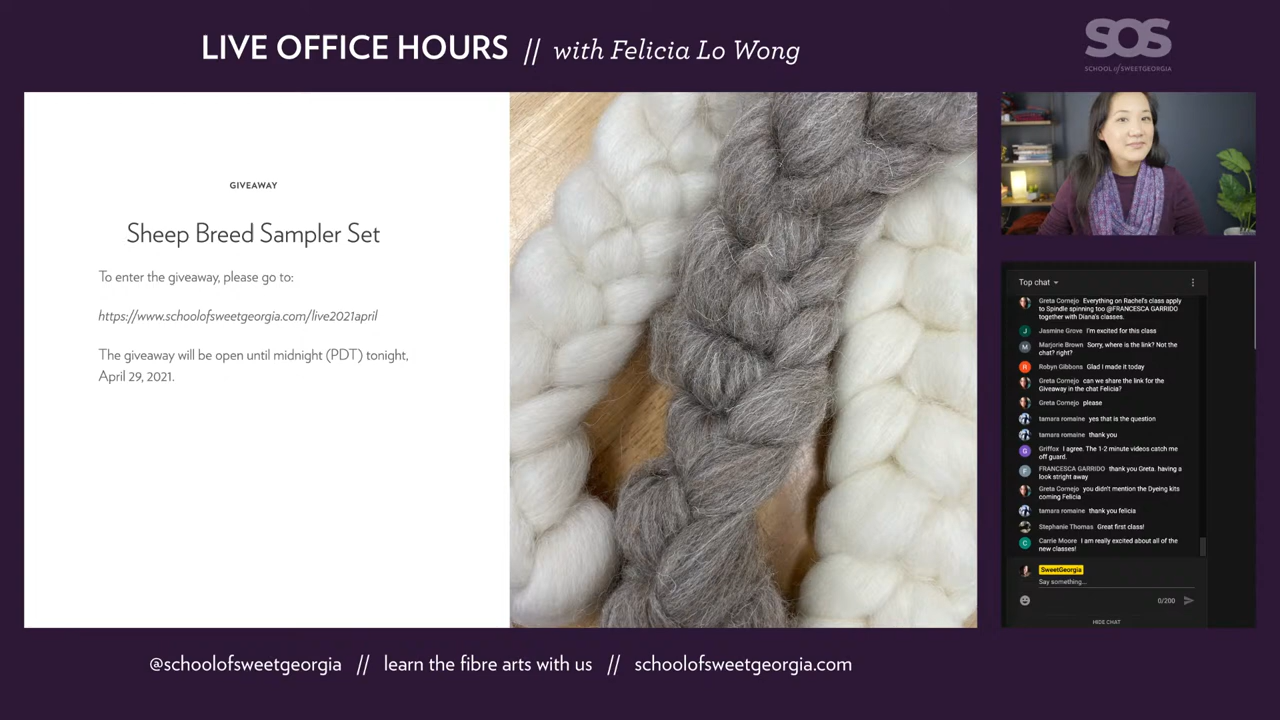 LIVE OFFICE HOURS // with Felicia Lo Wong
SOS
SCHOOL of SWEETGEORGIA
GIVEAWAY
Sheep Breed Sampler Set
To enter the giveaway, please go to:
https://www.schoolofsweetgeorgia.com/live2021april
The giveaway will be open until midnight (PDT) tonight,
April 29, 2021.
Top chat
Greta Cornejo Everything on Rachel's class apply
to Spindle spinning too @FRANCESCA GARRIDO
together with Diana's classes.
J Jasmine Grove I'm excited for this class
M Marjorie Brown Sorry, where is the link? Not the
chat? right?
R Robyn Gibbons Glad I made it today
Greta Cornejo can we share the link for the
Giveaway in the chat Felicia?
Greta Cornejo please
tamara romaine yes that is the question
tamara romaine thank you
G Griffox I agree. The 1-2 minute videos catch me
off guard.
F FRANCESCA GARRIDO thank you Greta. having a
look stright away
Greta Cornejo you didn't mention the Dyeing kits
coming Felicia
tamara romaine thank you felicia
Stephanie Thomas Great first class!
C Carrie Moore I am really excited about all of the
new classes!
SweetGeorgia
Say something...
0/200
HIDE CHAT
@schoolofsweetgeorgia // learn the fibre arts with us // schoolofsweetgeorgia.com